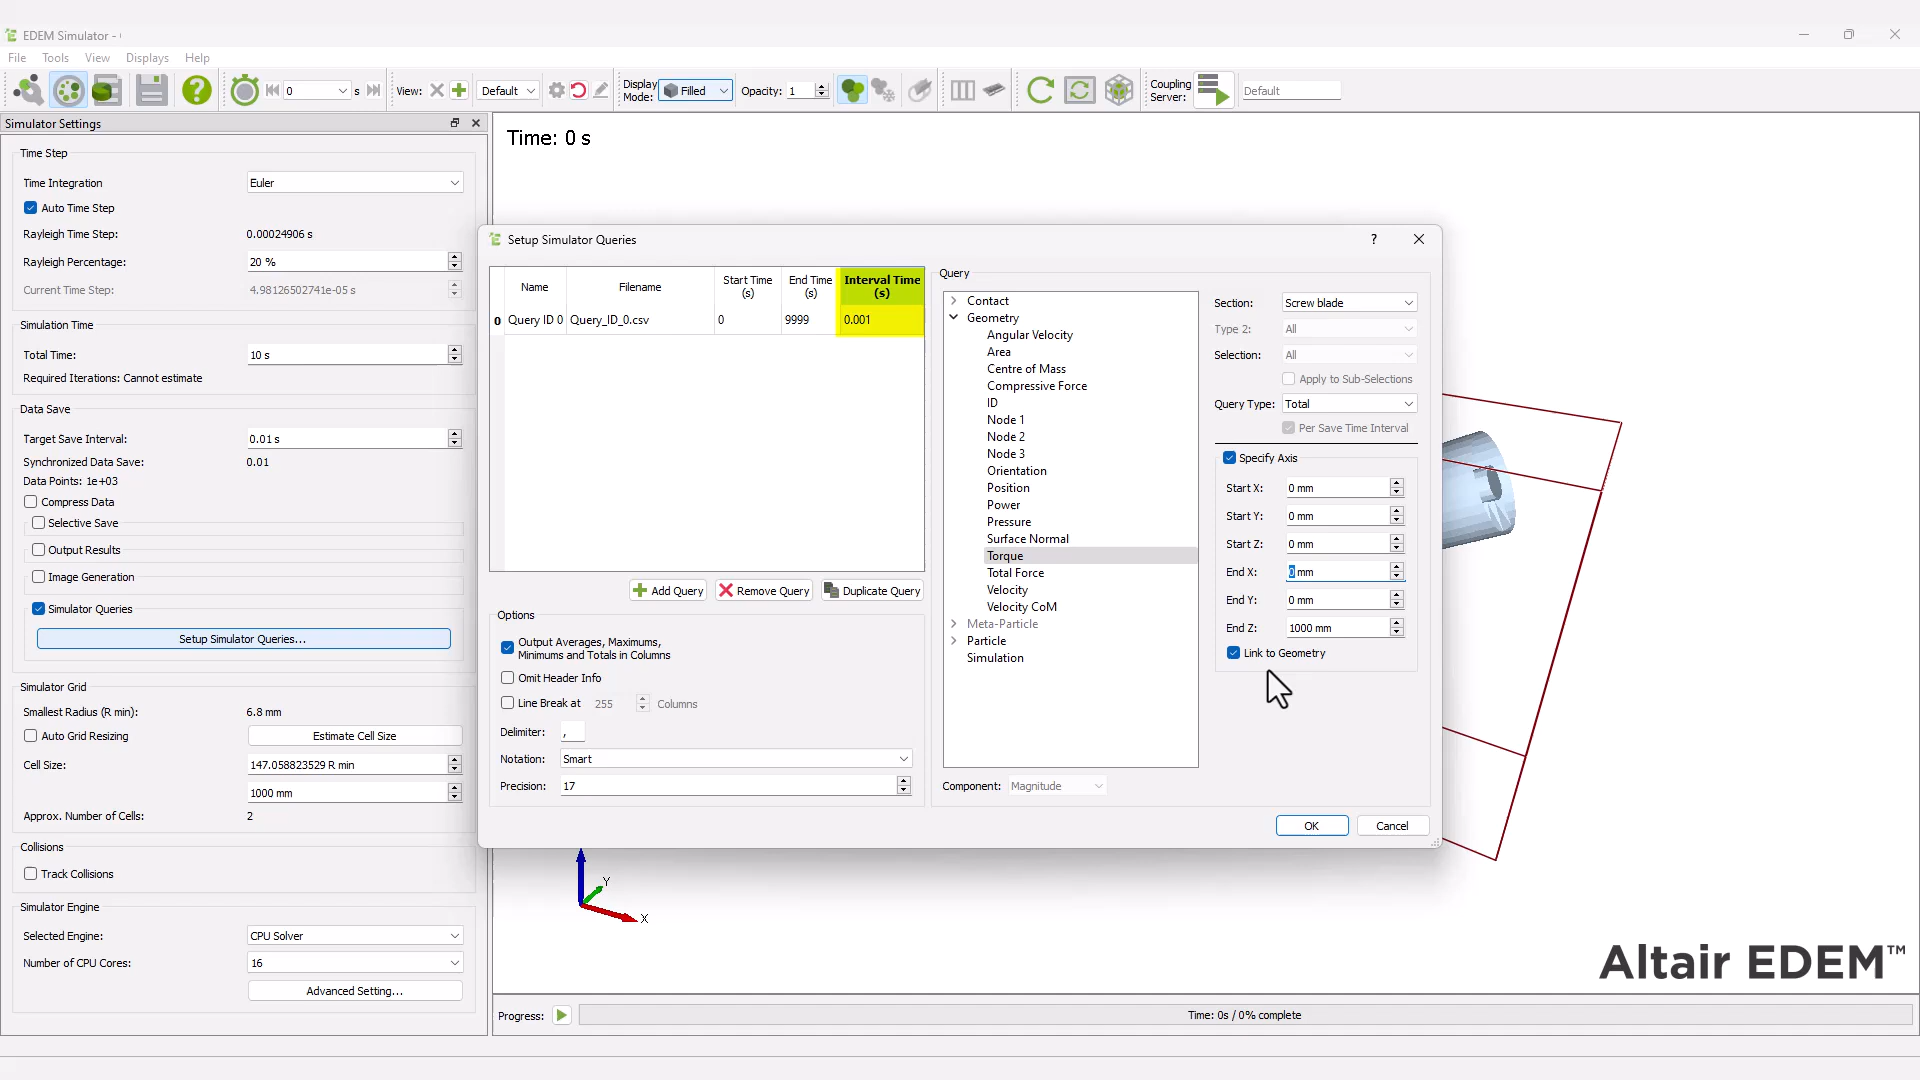 EDEM Simulator -
File Tools View Displays Help
0 s View: Default Display Mode: Filled Opacity: 1 Coupling Server: Default
Simulator Settings
Time: 0 s
Time Step
Time Integration Euler
Auto Time Step
Rayleigh Time Step: 0.00024906 s
Rayleigh Percentage: 20 %
Current Time Step: 4.98126502741e-05 s
Simulation Time
Total Time: 10 s
Required Iterations: Cannot estimate
Data Save
Target Save Interval: 0.01 s
Synchronized Data Save: 0.01
Data Points: 1e+03
Compress Data
Selective Save
Output Results
Image Generation
Simulator Queries
Setup Simulator Queries...
Simulator Grid
Smallest Radius (R min): 6.8 mm
Auto Grid Resizing Estimate Cell Size
Cell Size: 147.058823529 R min
1000 mm
Approx. Number of Cells: 2
Collisions
Track Collisions
Simulator Engine
Selected Engine: CPU Solver
Number of CPU Cores: 16
Advanced Setting...
Setup Simulator Queries ?
Name Filename Start Time (s) End Time (s) Interval Time (s)
0 Query ID 0 Query_ID_0.csv 0 9999 0.001
Add Query Remove Query Duplicate Query
Options
Output Averages, Maximums,
Minimums and Totals in Columns
Omit Header Info
Line Break at 255 Columns
Delimiter: ,
Notation: Smart
Precision: 17
Query
Contact
Geometry
Angular Velocity
Area
Centre of Mass
Compressive Force
ID
Node 1
Node 2
Node 3
Orientation
Position
Power
Pressure
Surface Normal
Torque
Total Force
Velocity
Velocity CoM
Meta-Particle
Particle
Simulation
Component: Magnitude
Section: Screw blade
Type 2: All
Selection: All
Apply to Sub-Selections
Query Type: Total
Per Save Time Interval
Specify Axis
Start X: 0 mm
Start Y: 0 mm
Start Z: 0 mm
End X: 0 mm
End Y: 0 mm
End Z: 1000 mm
Link to Geometry
OK Cancel
Y
X
Altair EDEM™
Progress: Time: 0s / 0% complete